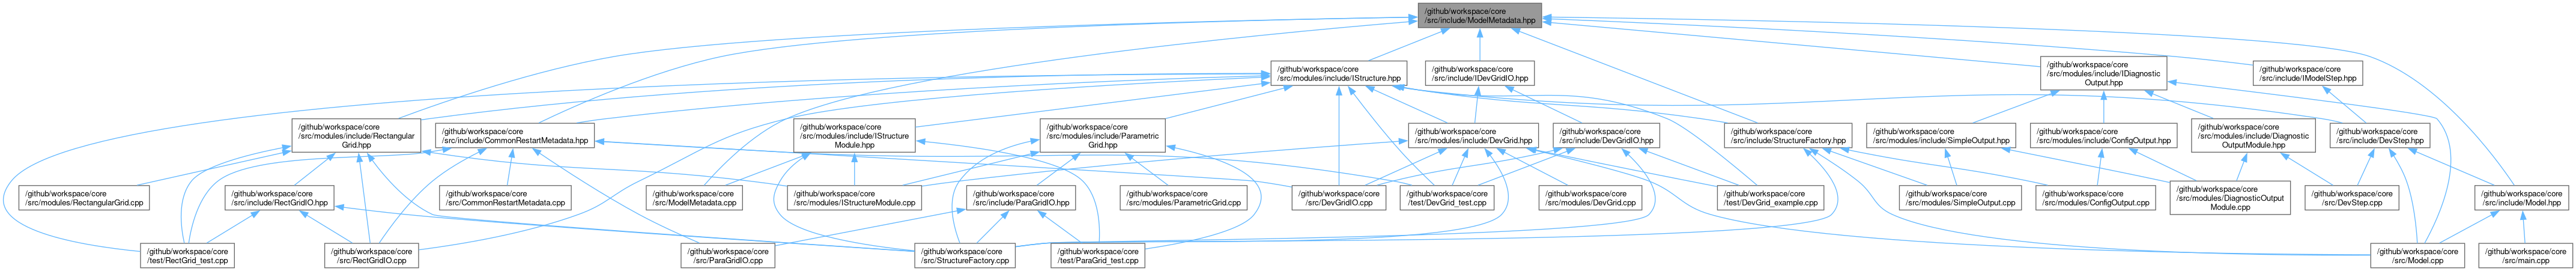 /github/workspace/core
/src/include/ModelMetadata.hpp
/github/workspace/core
/src/modules/include/IStructure.hpp
/github/workspace/core
/src/include/IDevGridIO.hpp
/github/workspace/core
/src/modules/include/IDiagnostic
Output.hpp
/github/workspace/core
/src/include/IModelStep.hpp
/github/workspace/core
/src/modules/include/Rectangular
Grid.hpp
/github/workspace/core
/src/include/CommonRestartMetadata.hpp
/github/workspace/core
/src/modules/include/IStructure
Module.hpp
/github/workspace/core
/src/modules/include/Parametric
Grid.hpp
/github/workspace/core
/src/modules/include/DevGrid.hpp
/github/workspace/core
/src/include/DevGridIO.hpp
/github/workspace/core
/src/include/StructureFactory.hpp
/github/workspace/core
/src/modules/include/SimpleOutput.hpp
/github/workspace/core
/src/modules/include/ConfigOutput.hpp
/github/workspace/core
/src/modules/include/Diagnostic
OutputModule.hpp
/github/workspace/core
/src/modules/include/DevStep.hpp
/github/workspace/core
/src/modules/RectangularGrid.cpp
/github/workspace/core
/src/include/RectGridIO.hpp
/github/workspace/core
/src/CommonRestartMetadata.cpp
/github/workspace/core
/src/ModelMetadata.cpp
/github/workspace/core
/src/modules/IStructureModule.cpp
/github/workspace/core
/src/include/ParaGridIO.hpp
/github/workspace/core
/src/modules/ParametricGrid.cpp
/github/workspace/core
/src/DevGridIO.cpp
/github/workspace/core
/test/DevGrid_test.cpp
/github/workspace/core
/src/modules/DevGrid.cpp
/github/workspace/core
/test/DevGrid_example.cpp
/github/workspace/core
/src/modules/SimpleOutput.cpp
/github/workspace/core
/src/modules/ConfigOutput.cpp
/github/workspace/core
/src/modules/DiagnosticOutput
Module.cpp
/github/workspace/core
/src/DevStep.cpp
/github/workspace/core
/src/include/Model.hpp
/github/workspace/core
/test/RectGrid_test.cpp
/github/workspace/core
/src/RectGridIO.cpp
/github/workspace/core
/src/ParaGridIO.cpp
/github/workspace/core
/src/StructureFactory.cpp
/github/workspace/core
/test/ParaGrid_test.cpp
/github/workspace/core
/src/Model.cpp
/github/workspace/core
/src/main.cpp